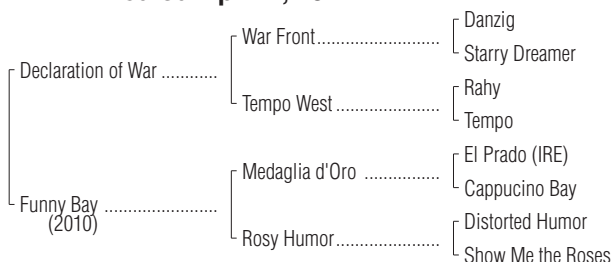 Danzig
War Front
Starry Dreamer
Declaration of War
Rahy
Tempo West
Tempo
El Prado (IRE)
Medaglia d'Oro
Cappucino Bay
Funny Bay
(2010)
Distorted Humor
Rosy Humor
Show Me the Roses